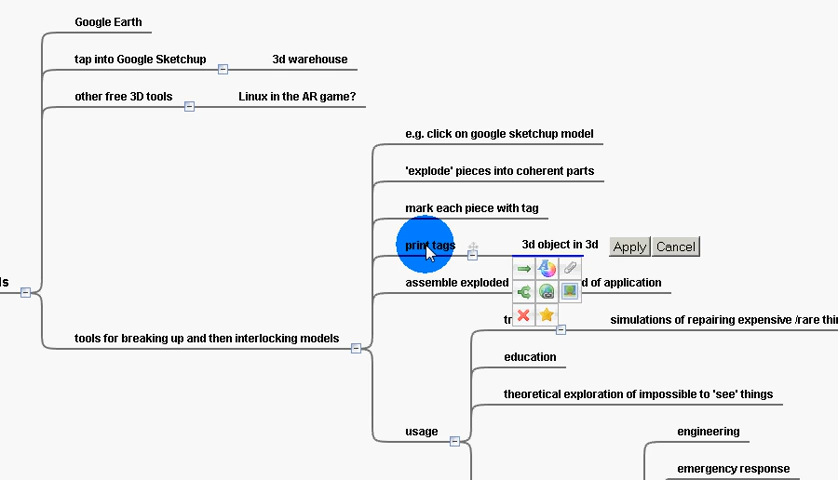 Google Earth
tap into Google Sketchup
3d warehouse
other free 3D tools
Linux in the AR game?
e.g. click on google sketchup model
'explode' pieces into coherent parts
mark each piece with tag
print tags
3d object in 3d
Apply
Cancel
assemble exploded
d of application
ls
tools for breaking up and then interlocking models
tr
simulations of repairing expensive /rare thin
education
theoretical exploration of impossible to 'see' things
usage
engineering
emergency response